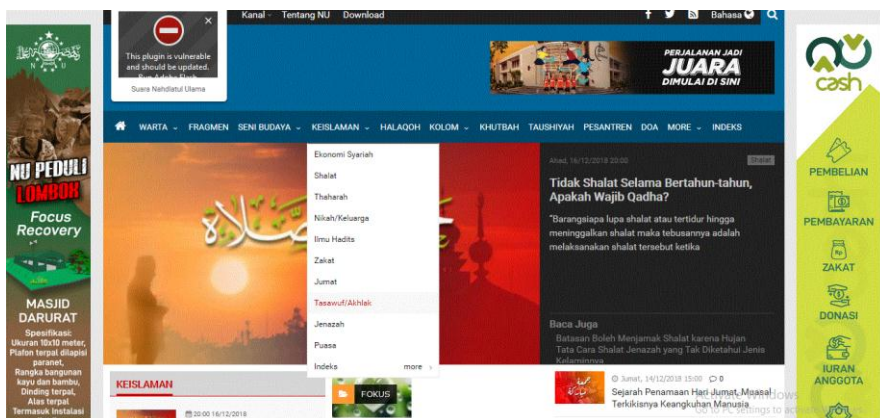 Kanal
Tentang NU
Download
Bahasa
This plugin is vulnerable
and should be updated.
Run Adobe Flash
Suara Nahdlatul Ulama
PERJALANAN JADI
JUARA
DIMULAI DI SINI
WARTA
FRAGMEN
SENI BUDAYA
KEISLAMAN
HALAQOH
KOLOM
KHUTBAH
TAUSHIYAH
PESANTREN
DOA
MORE
INDEKS
Ekonomi Syariah
Shalat
Thaharah
Nikah/Keluarga
Ilmu Hadits
Zakat
Jumat
Tasawuf/Akhlak
Jenazah
Puasa
Indeks
more
Ahad, 16/12/2018 20:00
Shalat
Tidak Shalat Selama Bertahun-tahun,
Apakah Wajib Qadha?
"Barangsiapa lupa shalat atau tertidur hingga
meninggalkan shalat maka tebusannya adalah
melaksanakan shalat tersebut ketika
Baca Juga
Batasan Boleh Menjamak Shalat karena Hujan
Tata Cara Shalat Jenazah yang Tak Diketahui Jenis
Kelaminnya
KEISLAMAN
20:00 16/12/2018
FOKUS
Jumat, 14/12/2018 15:00
0
Sejarah Penamaan Hari Jumat, Misal
Terkikisnya Keangkuhan Manusia
NU PEDULI
LOMBOK
Focus
Recovery
MASJID
DARURAT
Spesifikasi:
Ukuran 10x10 meter,
Plafon terpal dilapisi
paranet,
Rangka bangunan
kayu dan bambu,
Dinding terpal,
Alas terpal
Termasuk Instalasi
cash
PEMBELIAN
PEMBAYARAN
Rp
ZAKAT
DONASI
IURAN
ANGGOTA